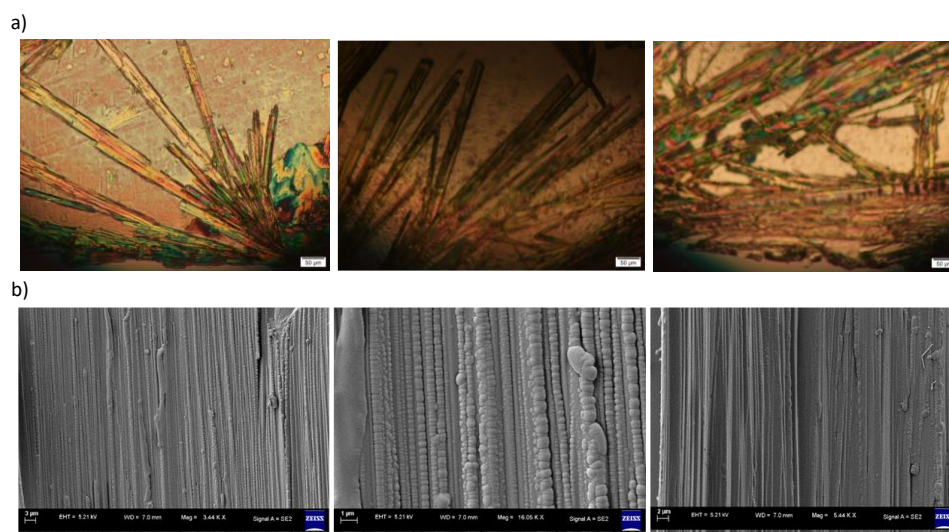 a)
50 µm
50 µm
50 µm
b)
3 µm EHT = 5.21 kV WD = 7.0 mm Mag = 3.44 K X Signal A = SE2 ZEISS
1 µm EHT = 5.21 kV WD = 7.0 mm Mag = 16.05 K X Signal A = SE2 ZEISS
2 µm EHT = 5.21 kV WD = 7.0 mm Mag = 5.44 K X Signal A = SE2 ZEISS